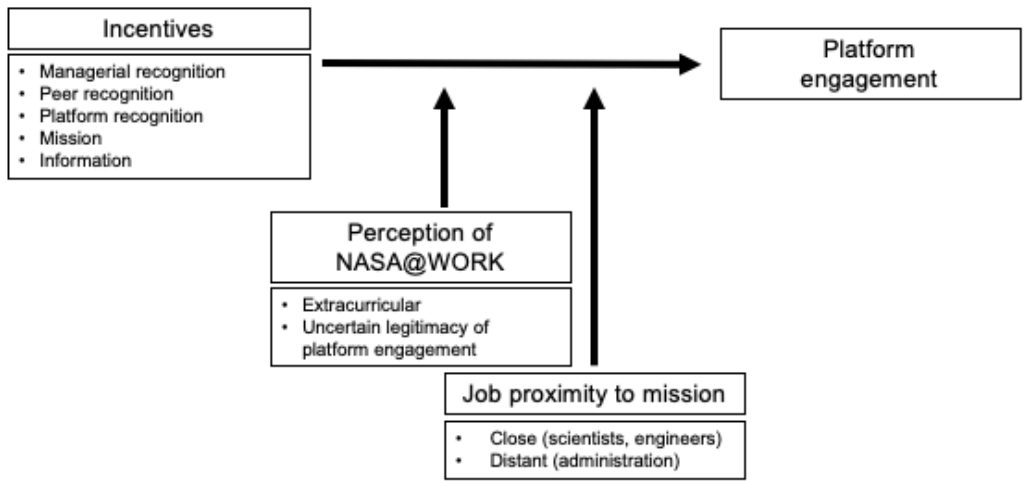 Incentives
• Managerial recognition
• Peer recognition
• Platform recognition
• Mission
• Information
Platform
engagement
Perception of
NASA@WORK
• Extracurricular
• Uncertain legitimacy of
platform engagement
Job proximity to mission
• Close (scientists, engineers)
• Distant (administration)